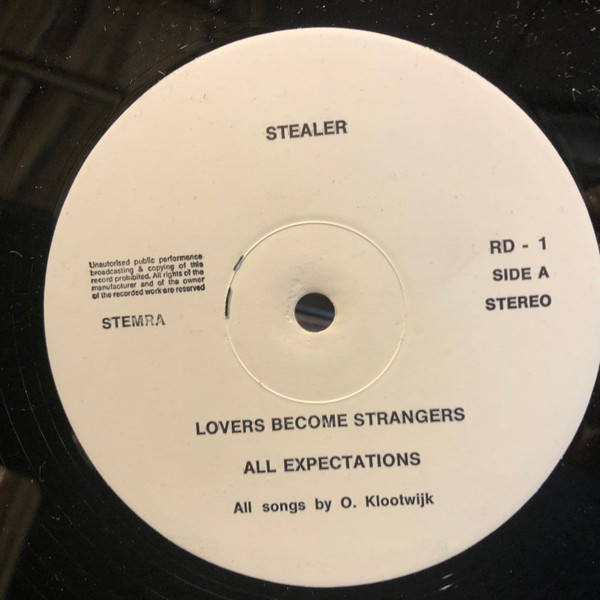 STEALER
Unauthorised public performance
broadcasting & copying of this
record prohibited. All rights of the
manufacturer and of the owner
of the recorded work are reserved
STEMRA
RD - 1
SIDE A
STEREO
LOVERS BECOME STRANGERS
ALL EXPECTATIONS
All songs by O. Klootwijk